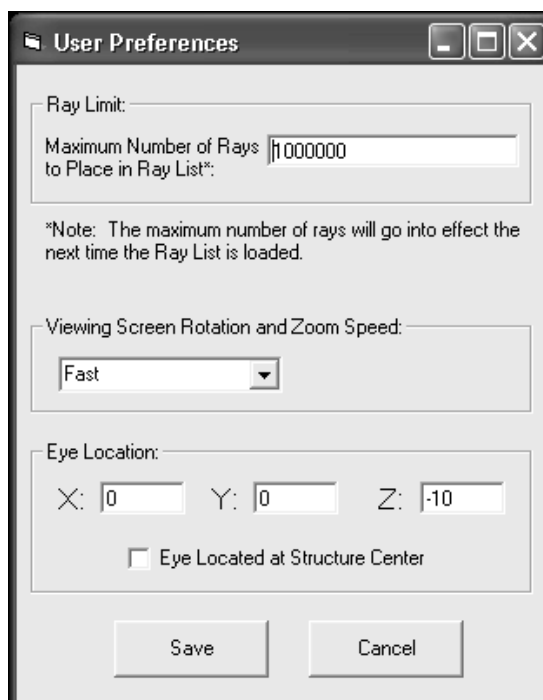 User Preferences
Ray Limit:
Maximum Number of Rays
to Place in Ray List*:
1000000
*Note:  The maximum number of rays will go into effect the
next time the Ray List is loaded.
Viewing Screen Rotation and Zoom Speed:
Fast
Eye Location:
X: 0 Y: 0 Z: -10
Eye Located at Structure Center
Save Cancel